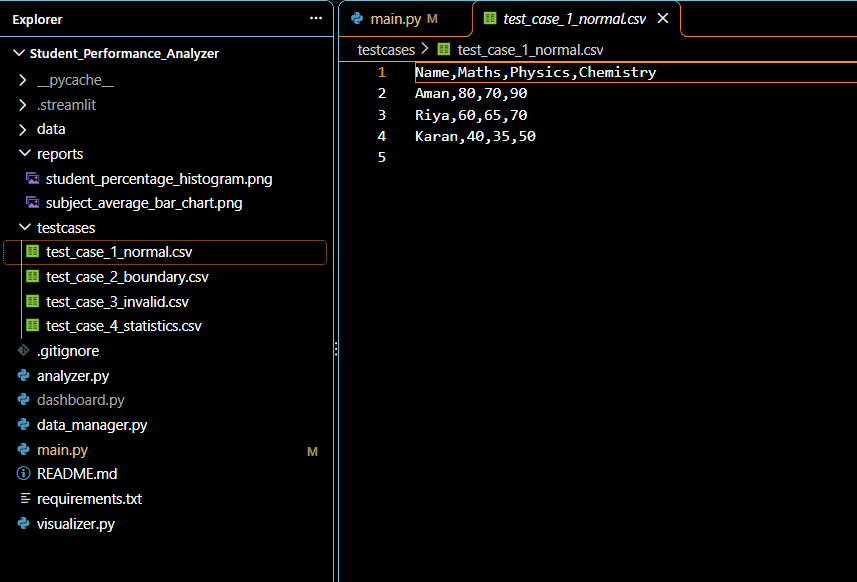 Explorer
Student_Performance_Analyzer
__pycache__
.streamlit
data
reports
student_percentage_histogram.png
subject_average_bar_chart.png
testcases
test_case_1_normal.csv
test_case_2_boundary.csv
test_case_3_invalid.csv
test_case_4_statistics.csv
.gitignore
analyzer.py
dashboard.py
data_manager.py
main.py M
README.md
requirements.txt
visualizer.py
main.py M test_case_1_normal.csv
testcases > test_case_1_normal.csv
1 Name,Maths,Physics,Chemistry
2 Aman,80,70,90
3 Riya,60,65,70
4 Karan,40,35,50
5